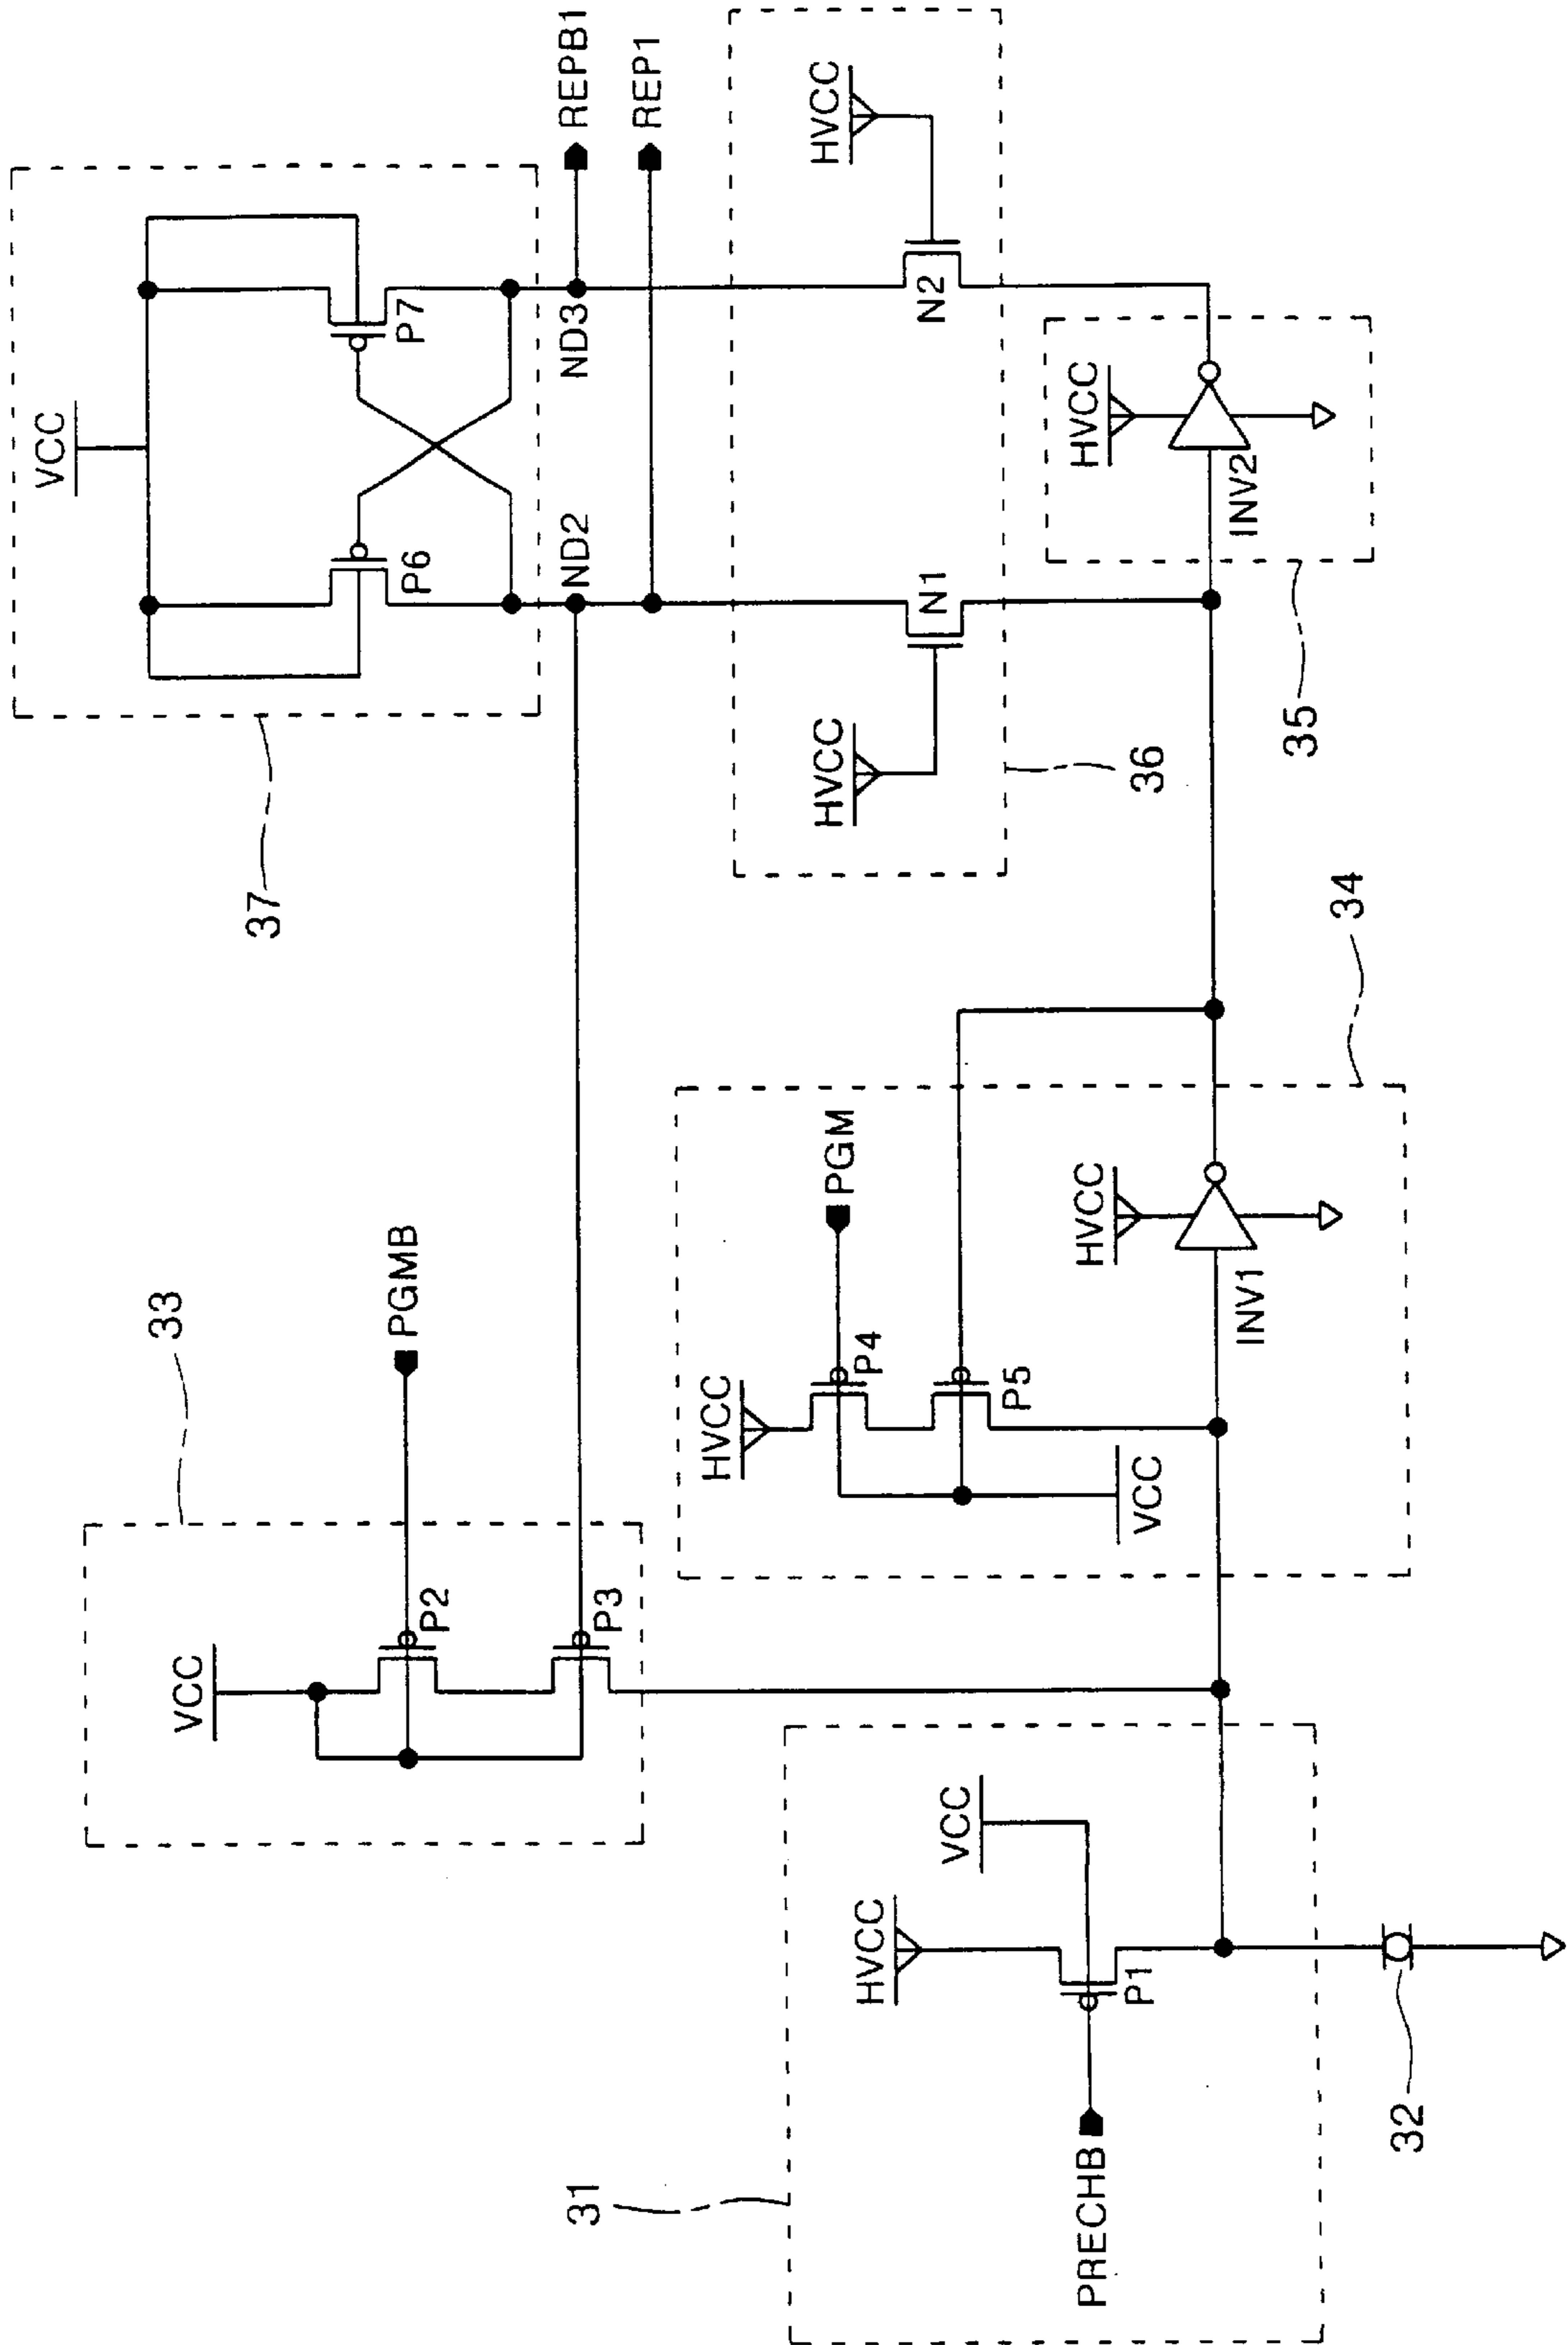 VCC
P6
P7
37
ND2
ND3
REPB1
REP1
33
VCC
PGMB
P2
P3
HVCC
HVCC
N1
N2
36
HVCC
PGM
P4
P5
VCC
HVCC
INV1
34
HVCC
INV2
35
31
HVCC
VCC
PRECHB
P1
32